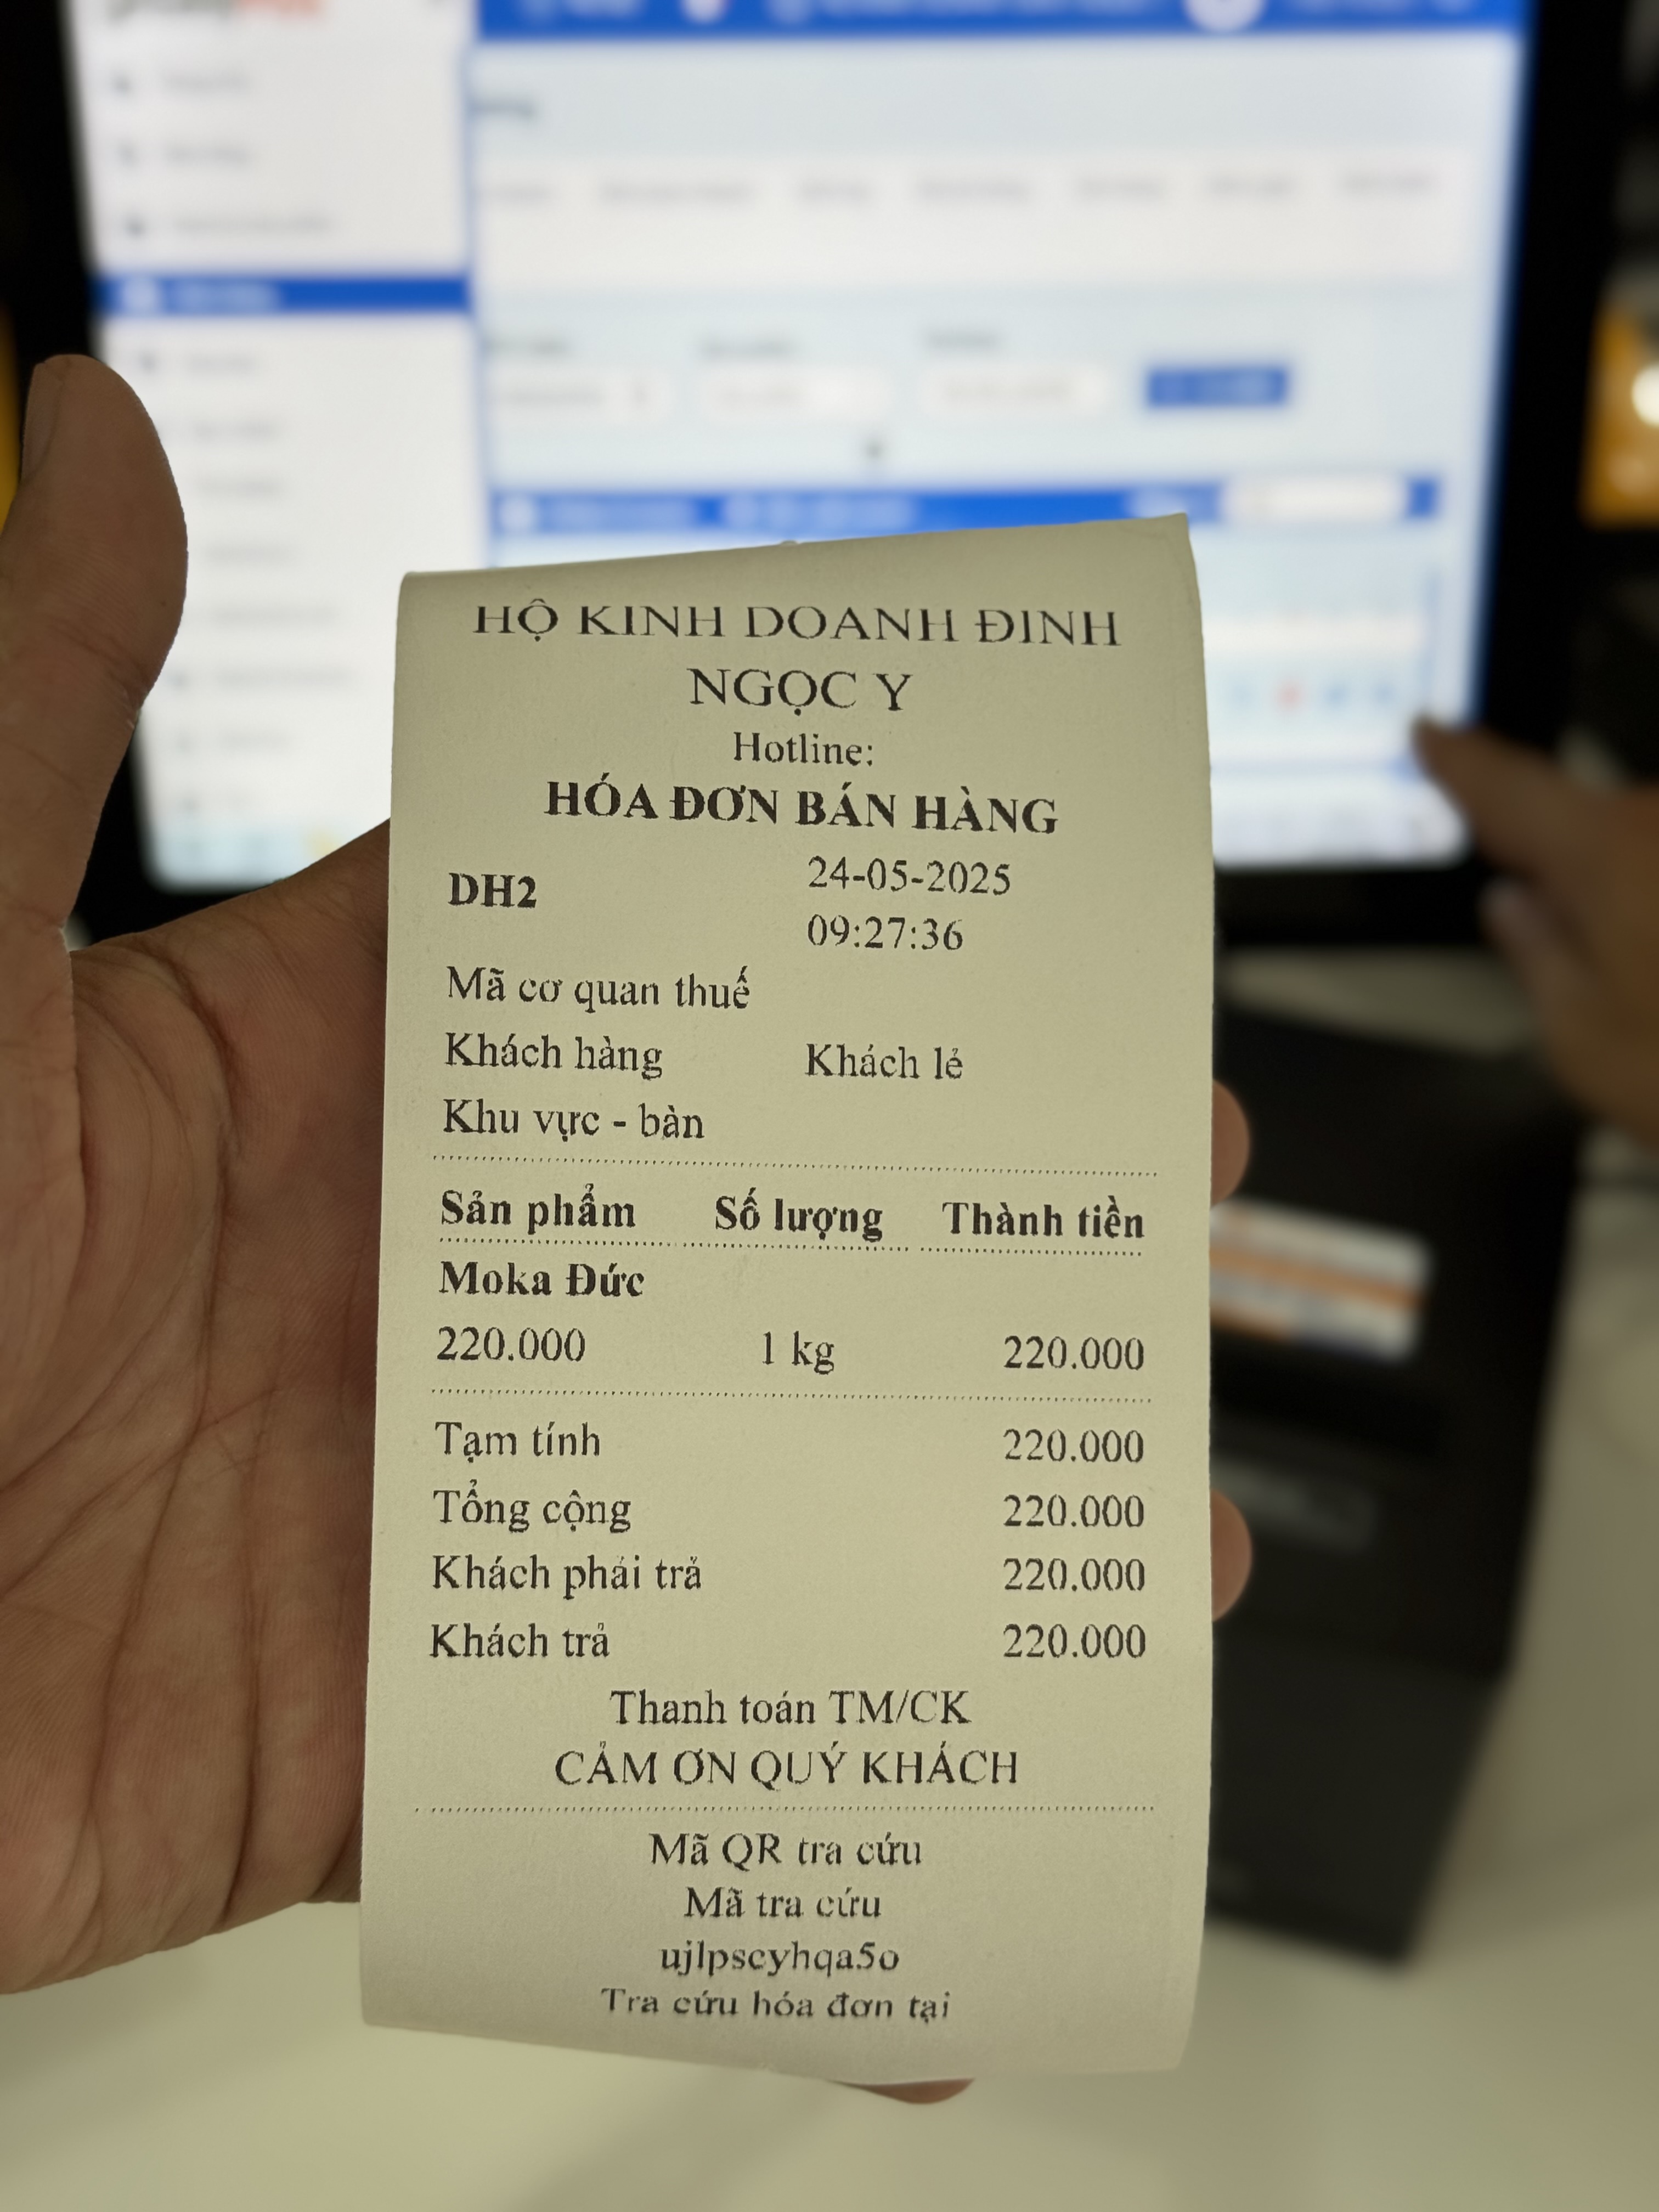 HỘ KINH DOANH ĐINH
NGỌC Y
Hotline:
HÓA ĐƠN BÁN HÀNG
DH2 24-05-2025
09:27:36
Mã cơ quan thuế
Khách hàng Khách lẻ
Khu vực - bàn
Sản phẩm Số lượng Thành tiền
Moka Đức
220.000 1 kg 220.000
Tạm tính 220.000
Tổng cộng 220.000
Khách phải trả 220.000
Khách trả 220.000
Thanh toán TM/CK
CẢM ƠN QUÝ KHÁCH
Mã QR tra cứu
Mã tra cứu
ujlpscyhqa5o
Tra cứu hóa đơn tại